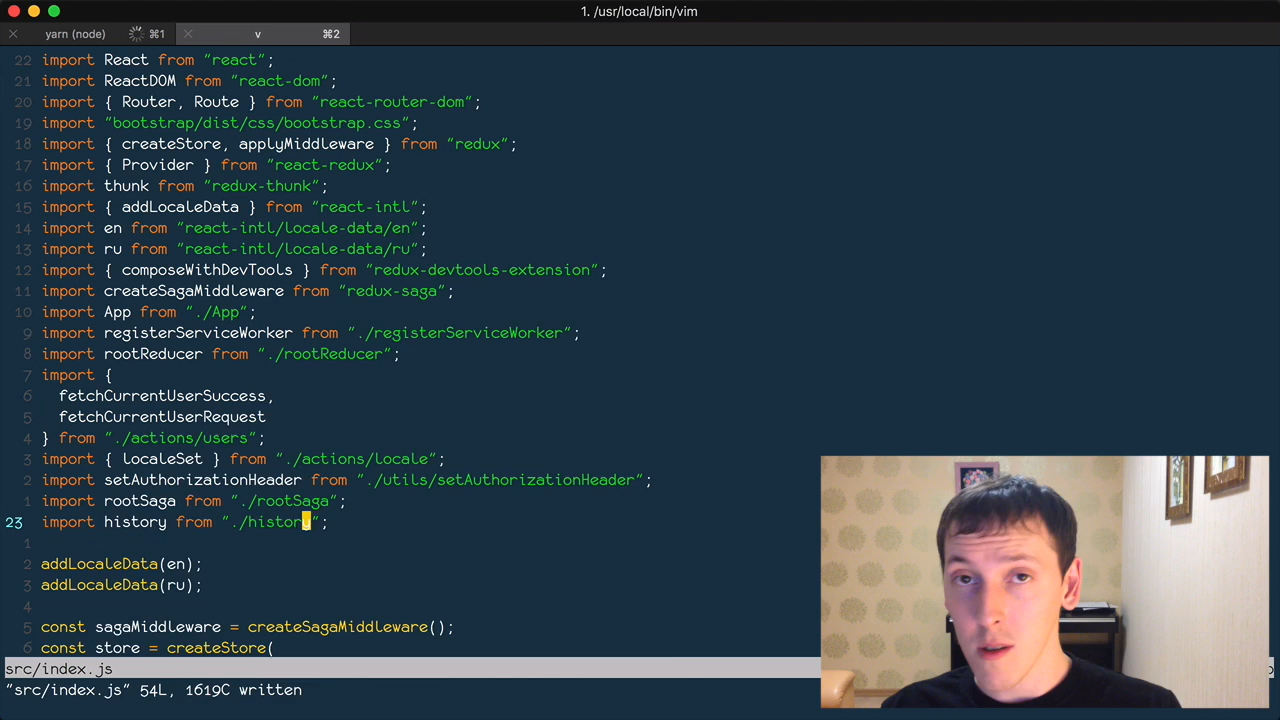 1. /usr/local/bin/vim
yarn (node) ⌘1 v ⌘2
22 import React from "react";
21 import ReactDOM from "react-dom";
20 import { Router, Route } from "react-router-dom";
19 import "bootstrap/dist/css/bootstrap.css";
18 import { createStore, applyMiddleware } from "redux";
17 import { Provider } from "react-redux";
16 import thunk from "redux-thunk";
15 import { addLocaleData } from "react-intl";
14 import en from "react-intl/locale-data/en";
13 import ru from "react-intl/locale-data/ru";
12 import { composeWithDevTools } from "redux-devtools-extension";
11 import createSagaMiddleware from "redux-saga";
10 import App from "./App";
9 import registerServiceWorker from "./registerServiceWorker";
8 import rootReducer from "./rootReducer";
7 import {
6 fetchCurrentUserSuccess,
5 fetchCurrentUserRequest
4 } from "./actions/users";
3 import { localeSet } from "./actions/locale";
2 import setAuthorizationHeader from "./utils/setAuthorizationHeader";
1 import rootSaga from "./rootSaga";
23 import history from "./history";
1
2 addLocaleData(en);
3 addLocaleData(ru);
4
5 const sagaMiddleware = createSagaMiddleware();
6 const store = createStore(
src/index.js
"src/index.js" 54L, 1619C written